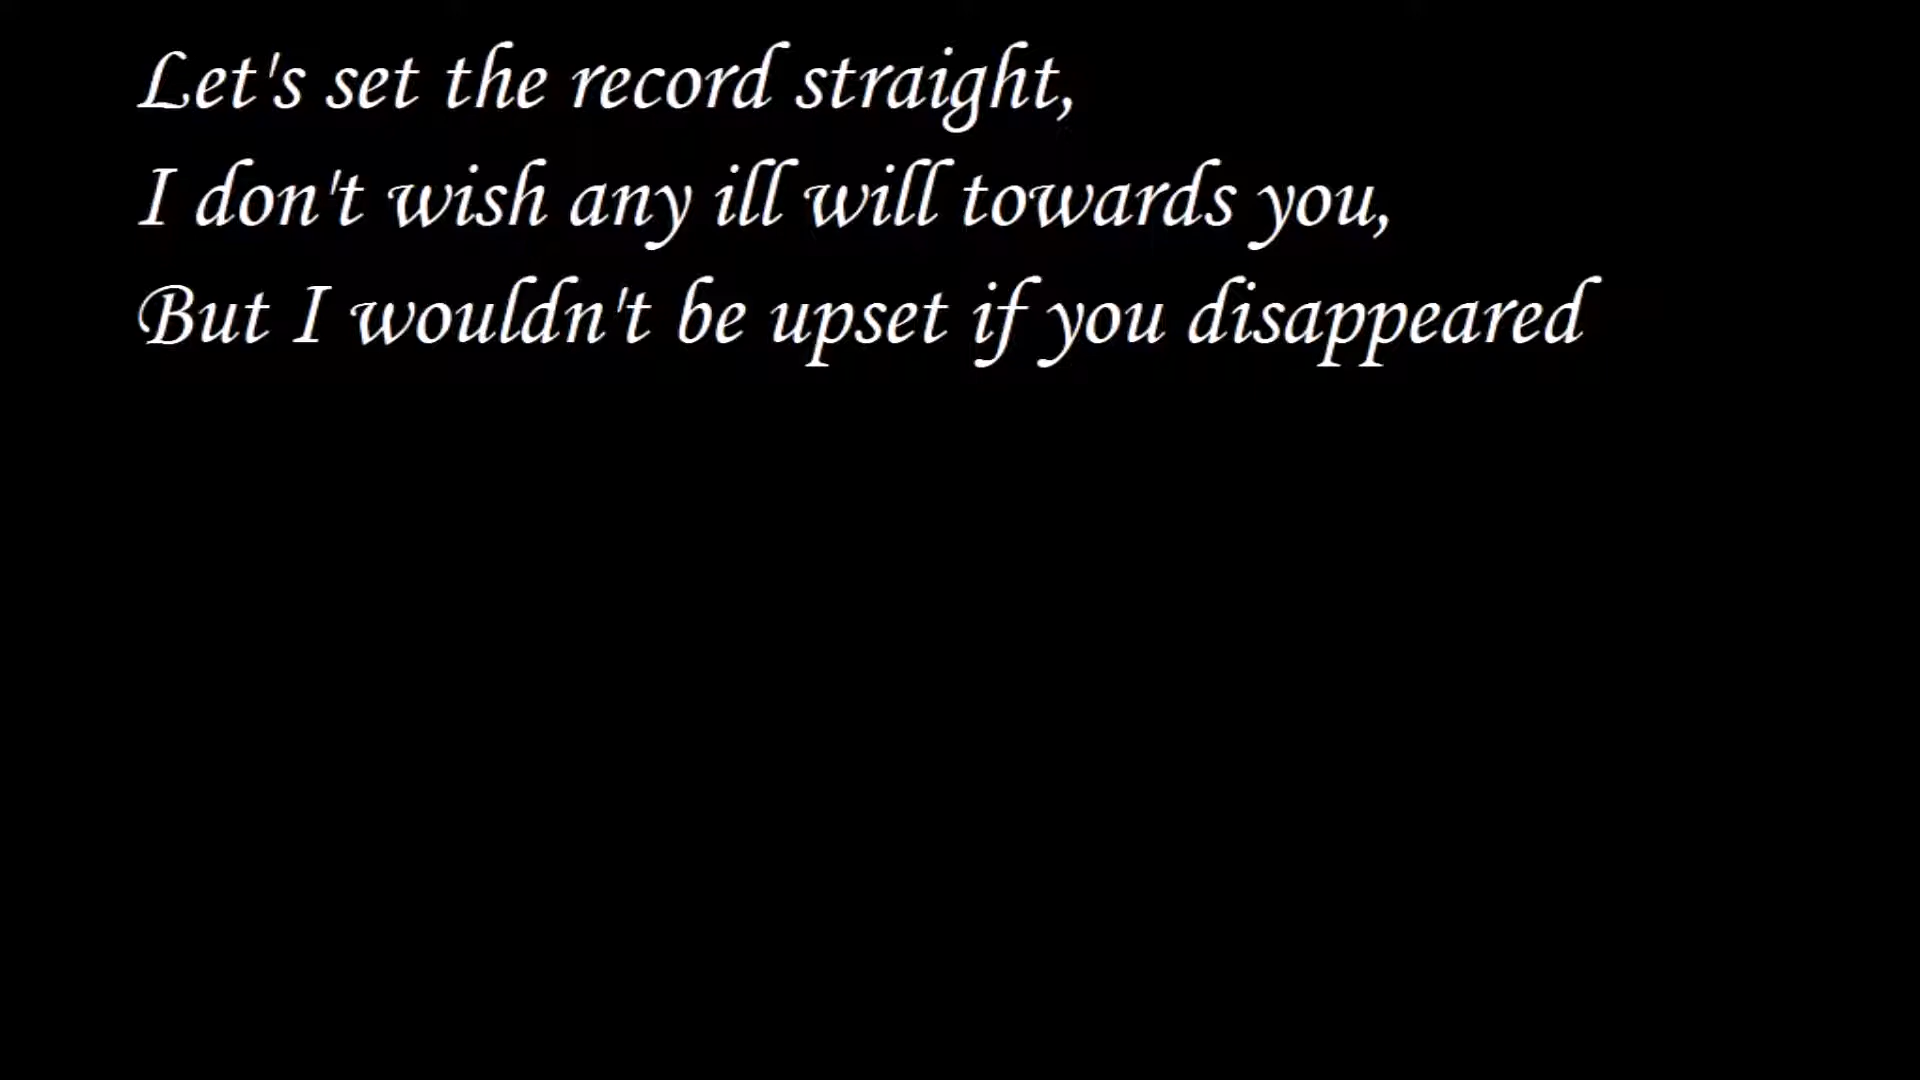 Let's set the record straight,
I don't wish any ill will towards you,
But I wouldn't be upset if you disappeared